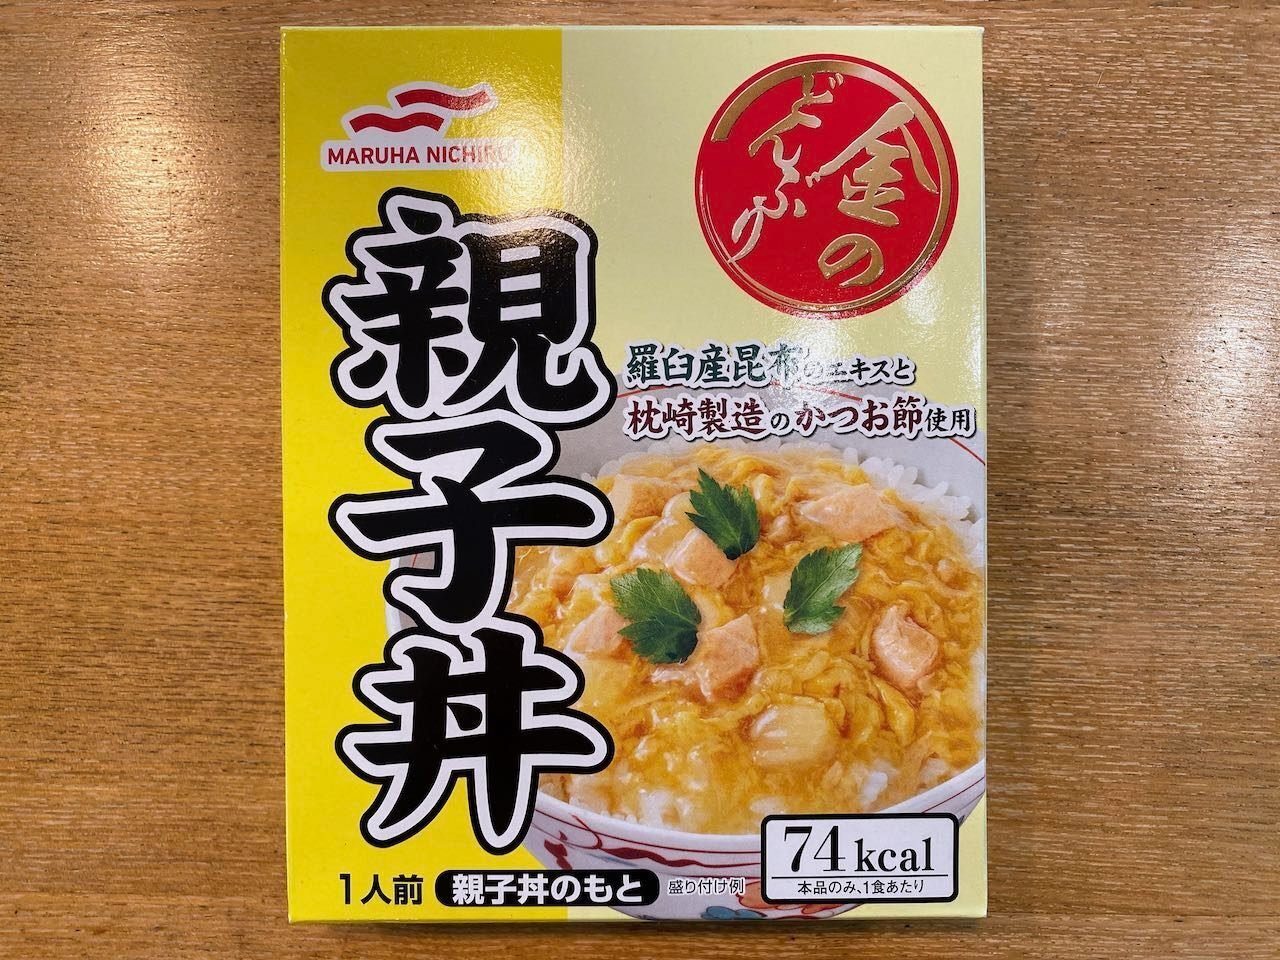 MARUHA NICHIRO
金の
どんぶり
親子丼
羅臼産昆布のエキスと
枕崎製造のかつお節使用
1人前
親子丼のもと
盛り付け例
74kcal
本品のみ、1食あたり